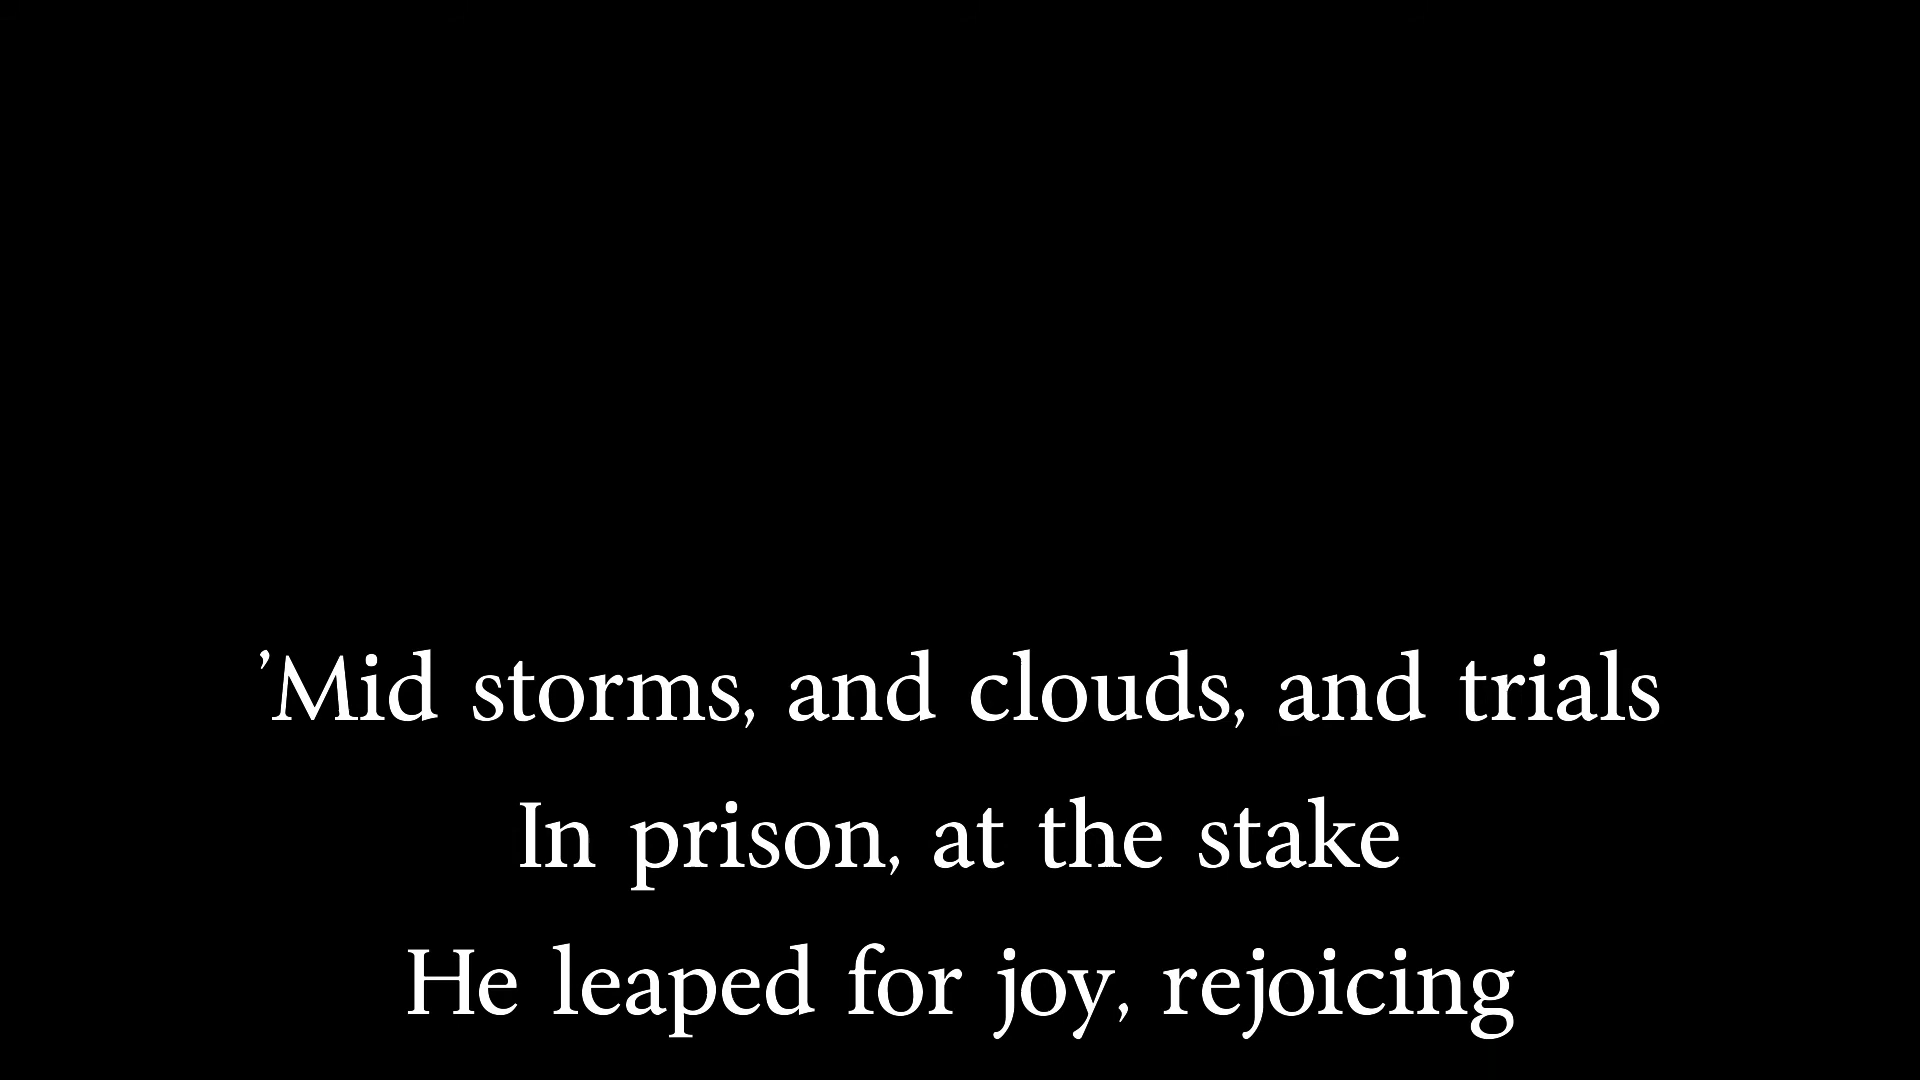 ’Mid storms, and clouds, and trials
In prison, at the stake
He leaped for joy, rejoicing